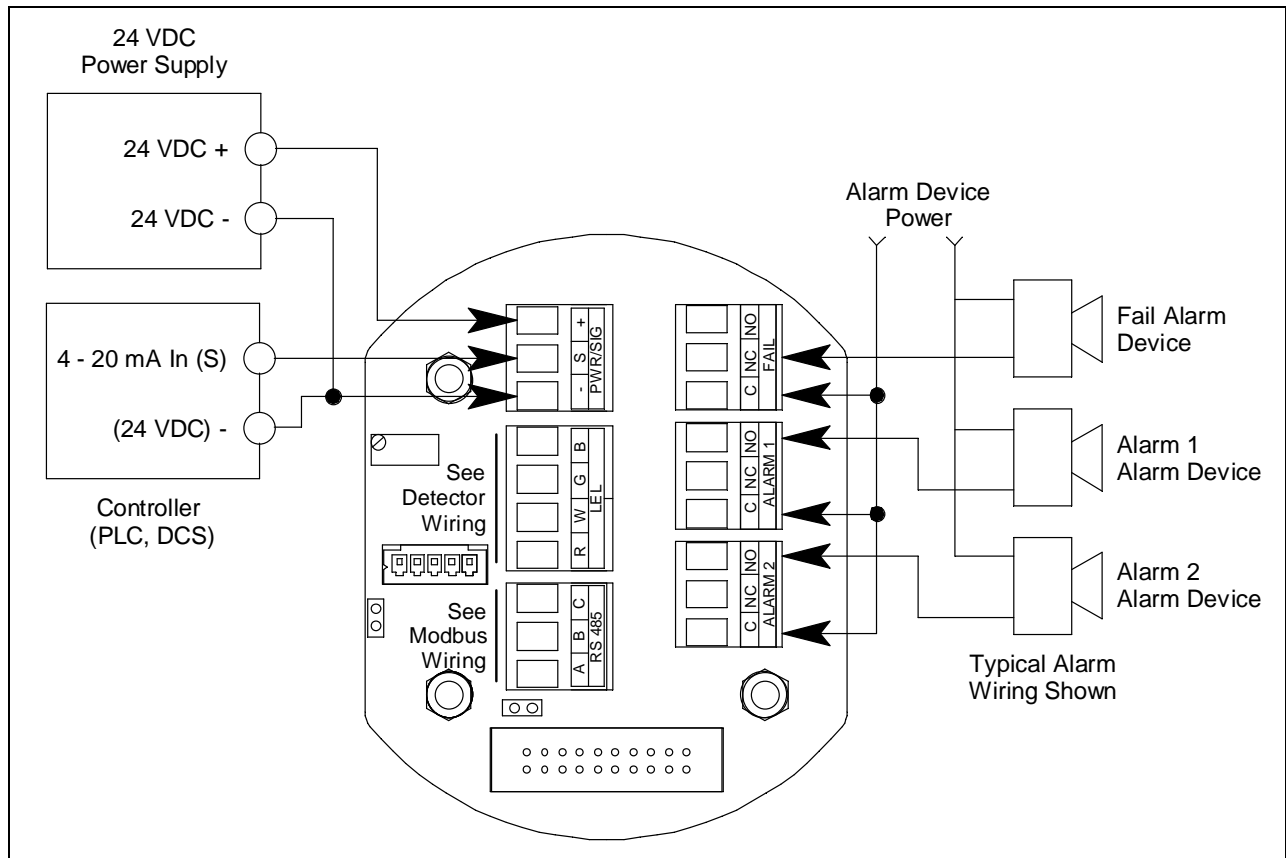 24 VDC
Power Supply
24 VDC +
24 VDC -
4 - 20 mA In (S)
(24 VDC) -
Controller
(PLC, DCS)
+
S
-
PWR/SIG
See
Detector
Wiring
B
G
W
R
LEL
See
Modbus
Wiring
C
B
A
RS 485
NO
NC
C
FAIL
NO
NC
C
ALARM 1
NO
NC
C
ALARM 2
Alarm Device
Power
Fail Alarm
Device
Alarm 1
Alarm Device
Alarm 2
Alarm Device
Typical Alarm
Wiring Shown